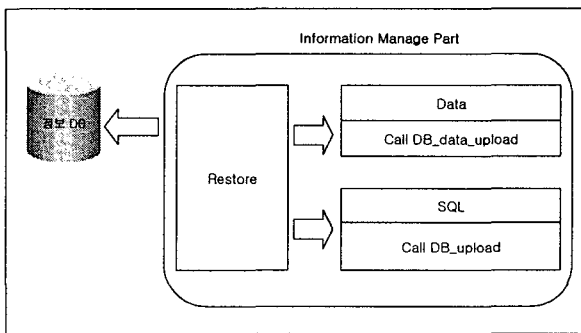 Information Manage Part
정보 DB
Restore
Data
Call DB_data_upload
SQL
Call DB_upload